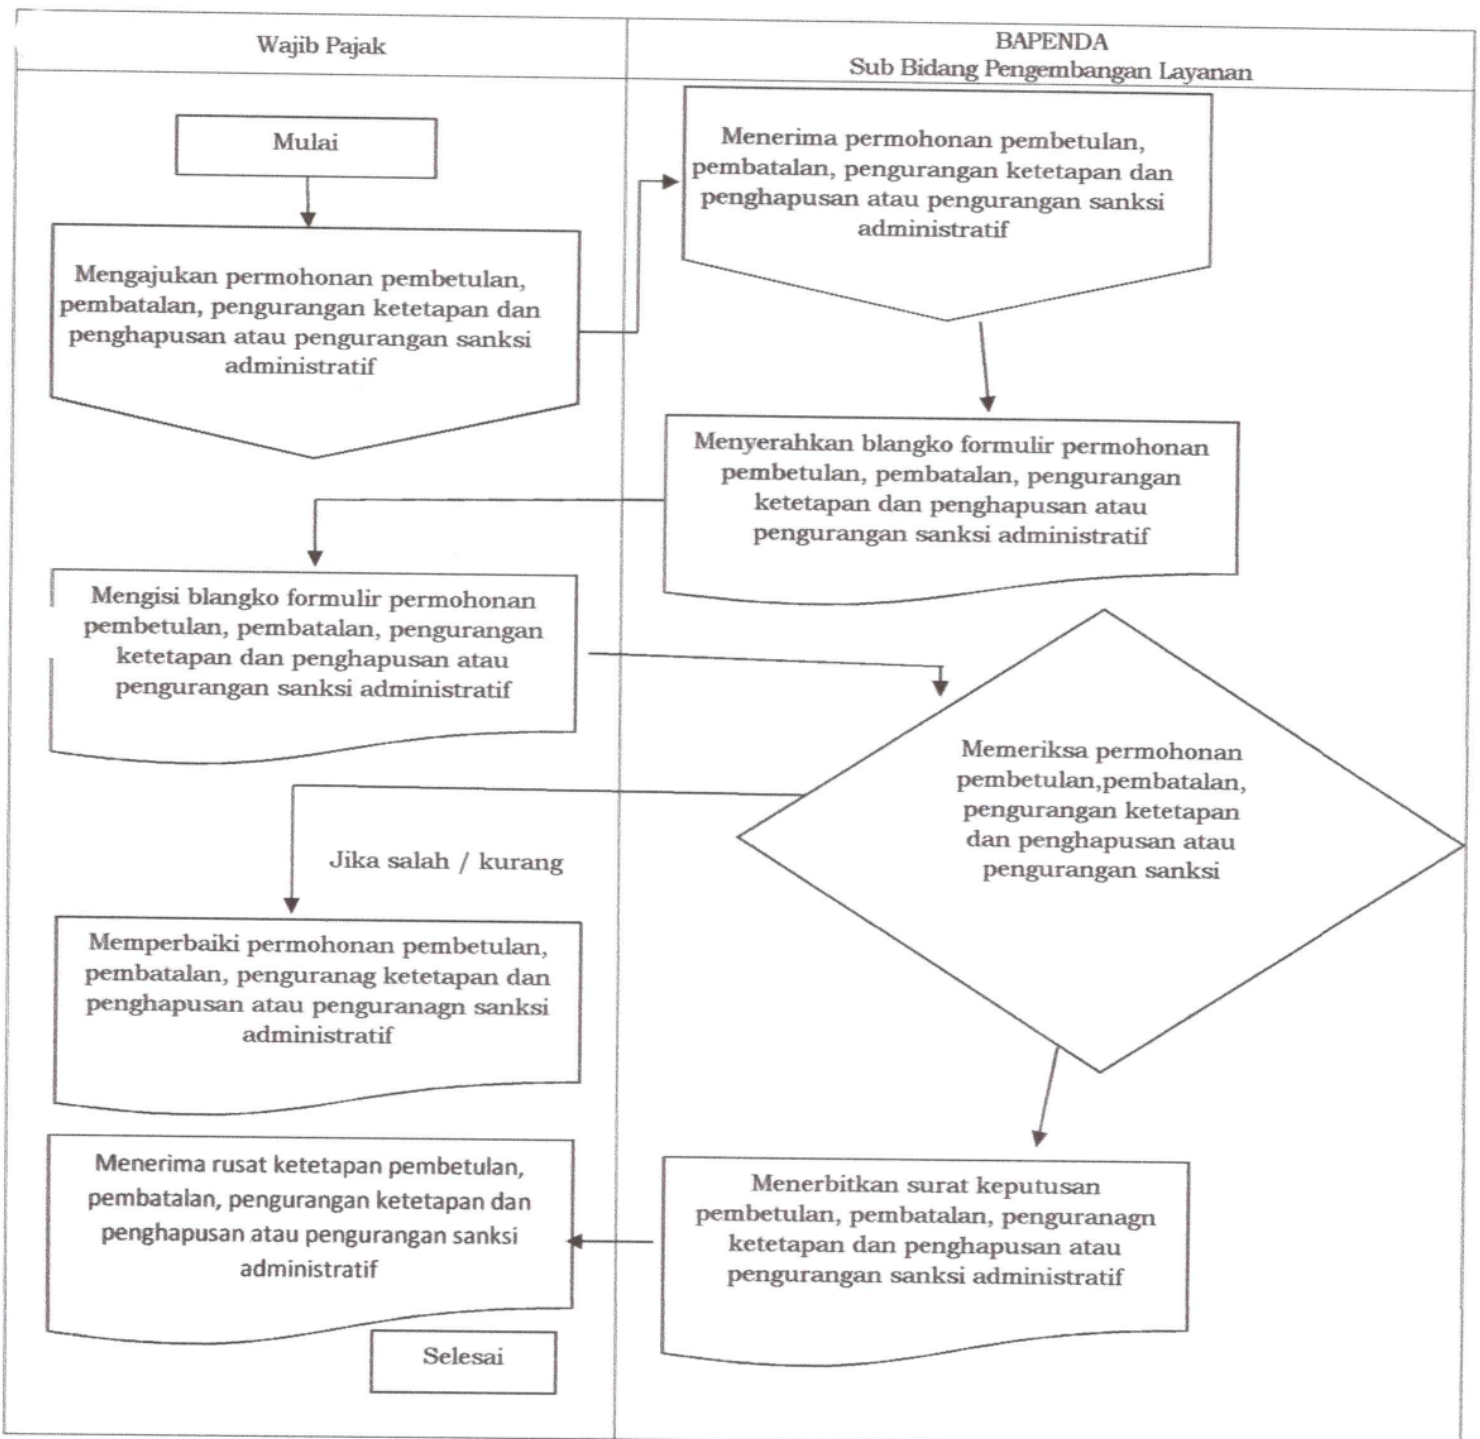 Wajib Pajak
BAPENDA
Sub Bidang Pengembangan Layanan
Mulai
Menerima permohonan pembetulan,
pembatalan, pengurangan ketetapan dan
penghapusan atau pengurangan sanksi
administratif
Mengajukan permohonan pembetulan,
pembatalan, pengurangan ketetapan dan
penghapusan atau pengurangan sanksi
administratif
Menyerahkan blangko formulir permohonan
pembetulan, pembatalan, pengurangan
ketetapan dan penghapusan atau
pengurangan sanksi administratif
Mengisi blangko formulir permohonan
pembetulan, pembatalan, pengurangan
ketetapan dan penghapusan atau
pengurangan sanksi administratif
Memeriksa permohonan
pembetulan,pembatalan,
pengurangan ketetapan
dan penghapusan atau
pengurangan sanksi
Jika salah / kurang
Memperbaiki permohonan pembetulan,
pembatalan, penguranag ketetapan dan
penghapusan atau penguranagn sanksi
administratif
Menerbitkan surat keputusan
pembetulan, pembatalan, penguranagn
ketetapan dan penghapusan atau
pengurangan sanksi administratif
Menerima rusat ketetapan pembetulan,
pembatalan, pengurangan ketetapan dan
penghapusan atau pengurangan sanksi
administratif
Selesai